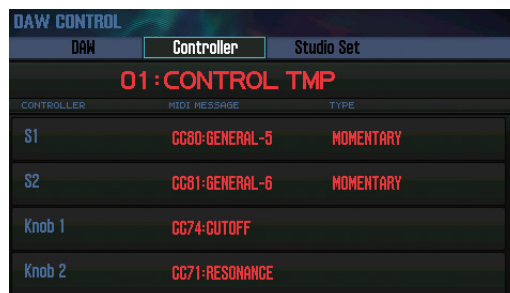 DAW CONTROL
DAW Controller Studio Set
01:CONTROL TMP
CONTROLLER MIDI MESSAGE TYPE
S1 CC80:GENERAL-5 MOMENTARY
S2 CC81:GENERAL-6 MOMENTARY
Knob 1 CC74:CUTOFF
Knob 2 CC71:RESONANCE